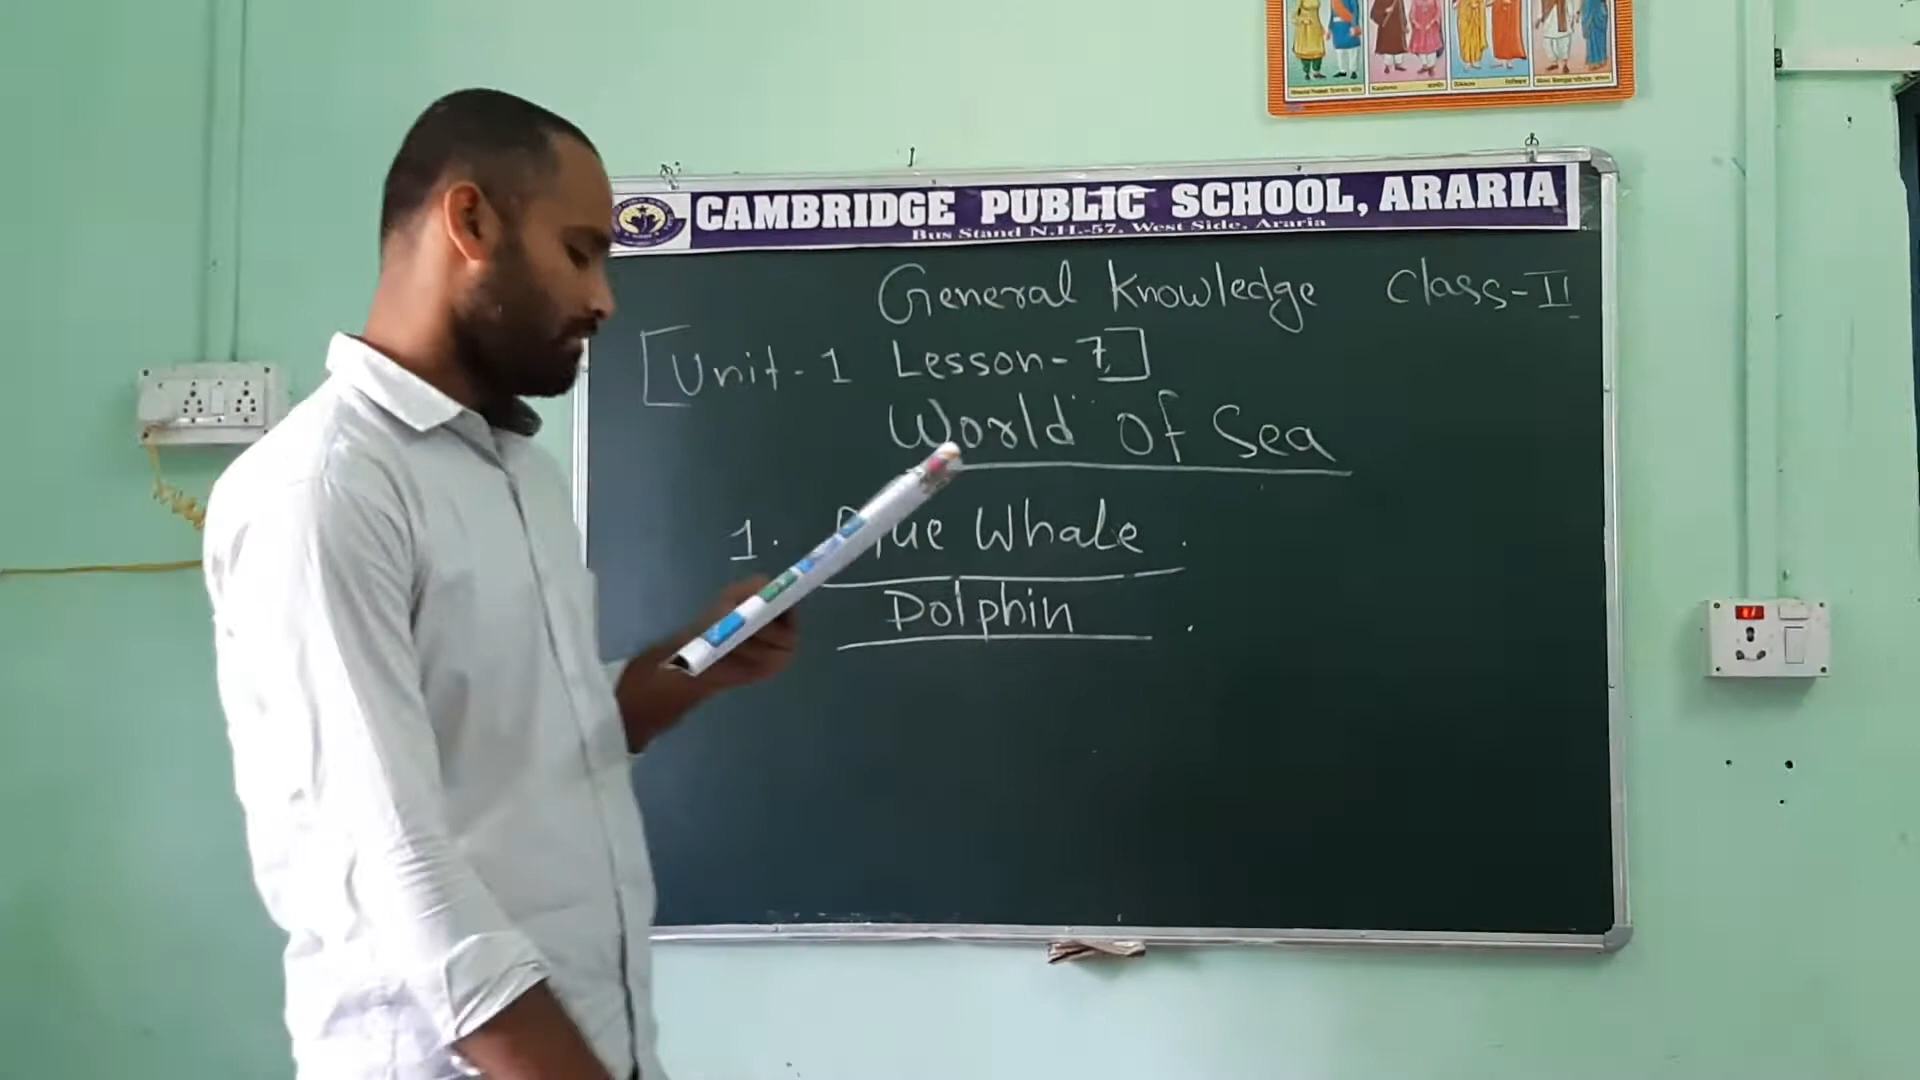 CAMBRIDGE PUBLIC SCHOOL, ARARIA
Bus Stand N.H.-57, West Side, Araria
General Knowledge Class-II
[Unit-1 Lesson-7]
World Of Sea
1. Blue Whale.
Dolphin.